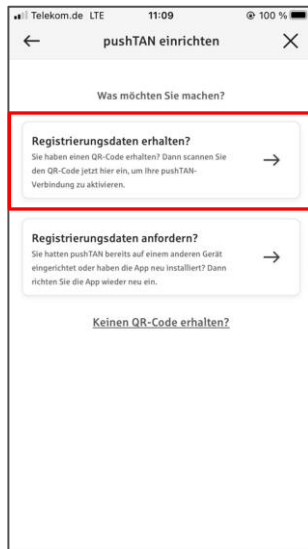 Telekom.de LTE 11:09 100 %
pushTAN einrichten
Was möchten Sie machen?
Registrierungsdaten erhalten?
Sie haben einen QR-Code erhalten? Dann scannen Sie
den QR-Code jetzt hier ein, um Ihre pushTAN-
Verbindung zu aktivieren.
Registrierungsdaten anfordern?
Sie hatten pushTAN bereits auf einem anderen Gerät
eingerichtet oder haben die App neu installiert? Dann
richten Sie die App wieder neu ein.
Keinen QR-Code erhalten?